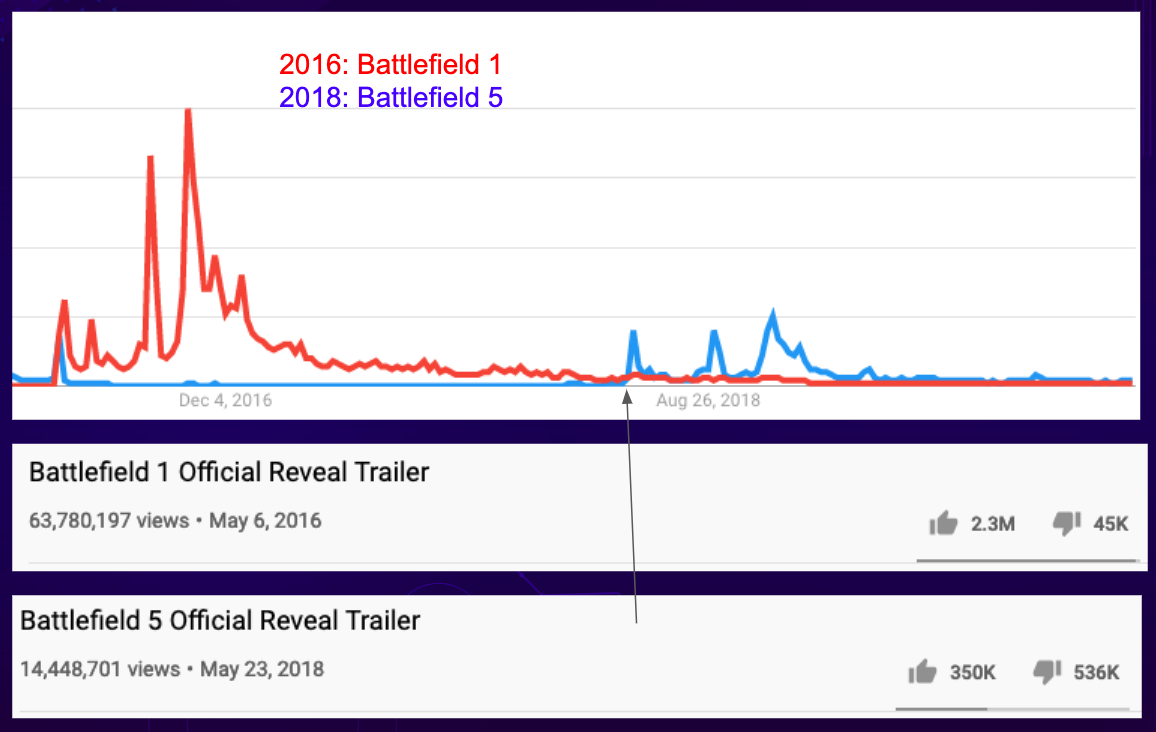 2016: Battlefield 1
2018: Battlefield 5
Dec 4, 2016
Aug 26, 2018
Battlefield 1 Official Reveal Trailer
63,780,197 views • May 6, 2016
2.3M
45K
Battlefield 5 Official Reveal Trailer
14,448,701 views • May 23, 2018
350K
536K